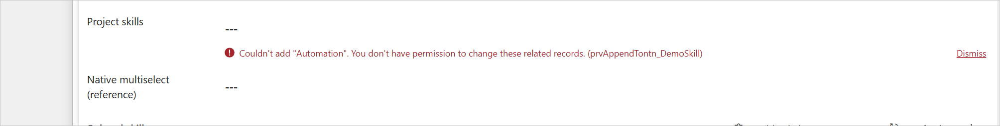 Project skills
---
Couldn't add "Automation". You don't have permission to change these related records. (prvAppendTontn_DemoSkill)
Dismiss
Native multiselect
(reference)
---